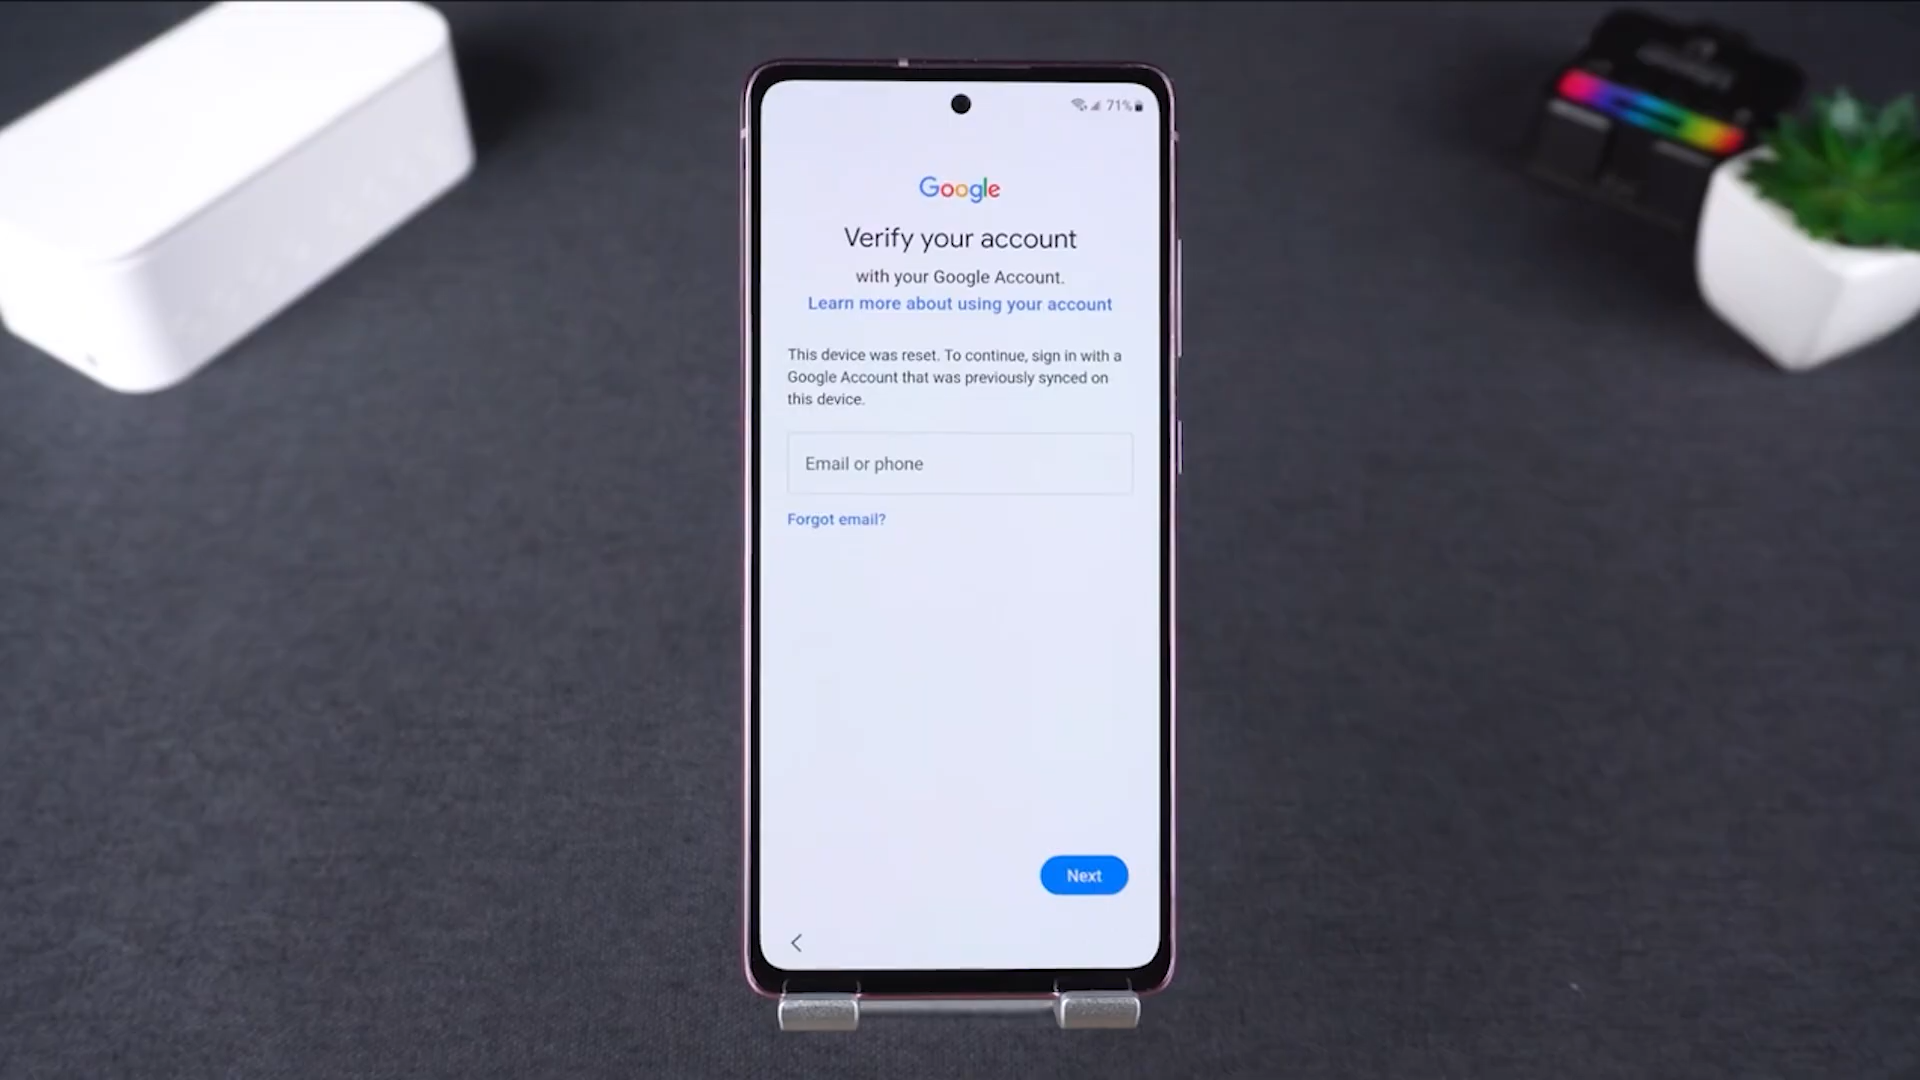 71%
Google
Verify your account
with your Google Account.
Learn more about using your account
This device was reset. To continue, sign in with a
Google Account that was previously synced on
this device.
Email or phone
Forgot email?
Next